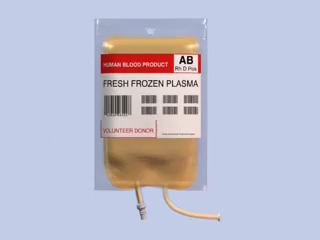 HUMAN BLOOD PRODUCT
AB
Rh D Pos
FRESH FROZEN PLASMA
VOLUNTEER DONOR